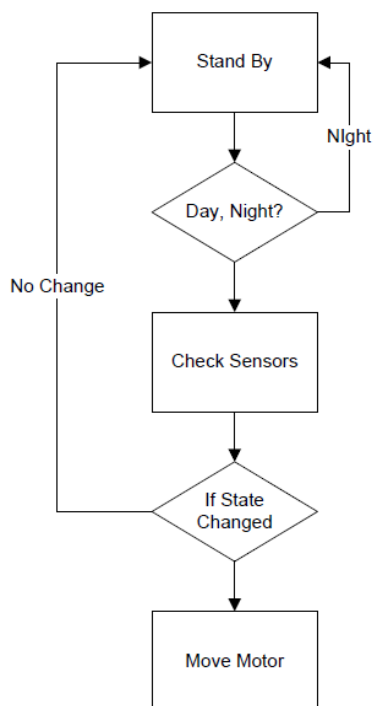 Stand By
NIght
Day, Night?
No Change
Check Sensors
If State
Changed
Move Motor